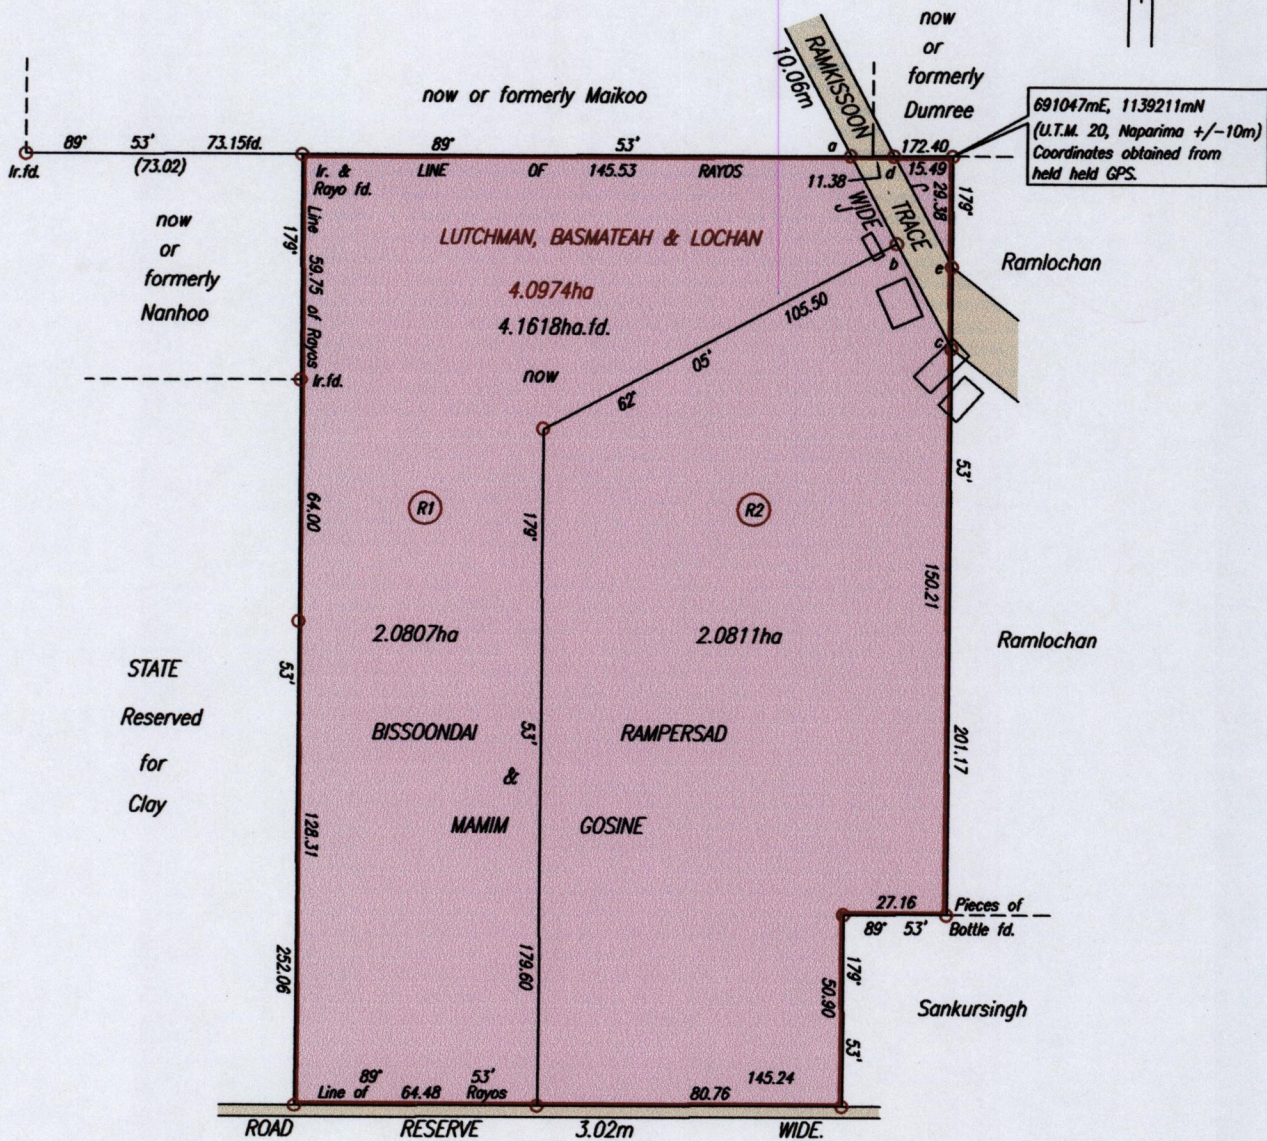 now
or
formerly
Dumree
RAMKISSOON
10.06m
WIDE
TRACE
now or formerly Maikoo
691047mE, 1139211mN
(U.T.M. 20, Naparima +/-10m)
Coordinates obtained from
held held GPS.
89° 53' 73.15fd.
(73.02)
Ir.fd.
89° 53'
a
172.40
Ir. &
Rayo fd.
LINE OF 145.53 RAYOS
11.38
d
15.49
29.38
179°
now
or
formerly
Nanhoo
179°
Line 59.75 of Rayos
Ir.fd.
LUTCHMAN, BASMATEAH & LOCHAN
4.0974ha
4.1618ha.fd.
now
b
e
c
Ramlochan
62° 05' 105.50
64.00
R1
179°
R2
53'
150.21
2.0807ha
2.0811ha
Ramlochan
STATE
Reserved
for
Clay
53'
BISSOONDAI
&
MAMIM
53'
RAMPERSAD
GOSINE
201.17
128.31
252.06
179.60
27.16
89° 53'
Pieces of
Bottle fd.
179°
50.90
53'
Sankursingh
89° 53'
Line of 64.48 Rayos
145.24
80.76
ROAD RESERVE 3.02m WIDE.